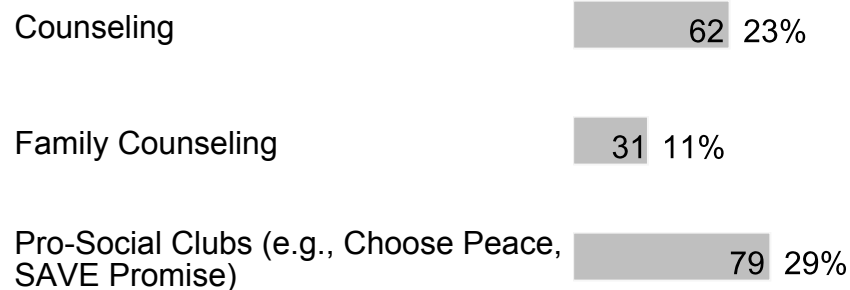 Counseling 62 23%
Family Counseling 31 11%
Pro-Social Clubs (e.g., Choose Peace,
SAVE Promise) 79 29%